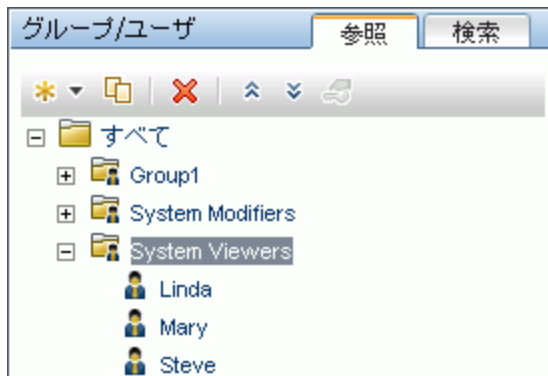 グループ/ユーザ 参照 検索
すべて
Group1
System Modifiers
System Viewers
Linda
Mary
Steve